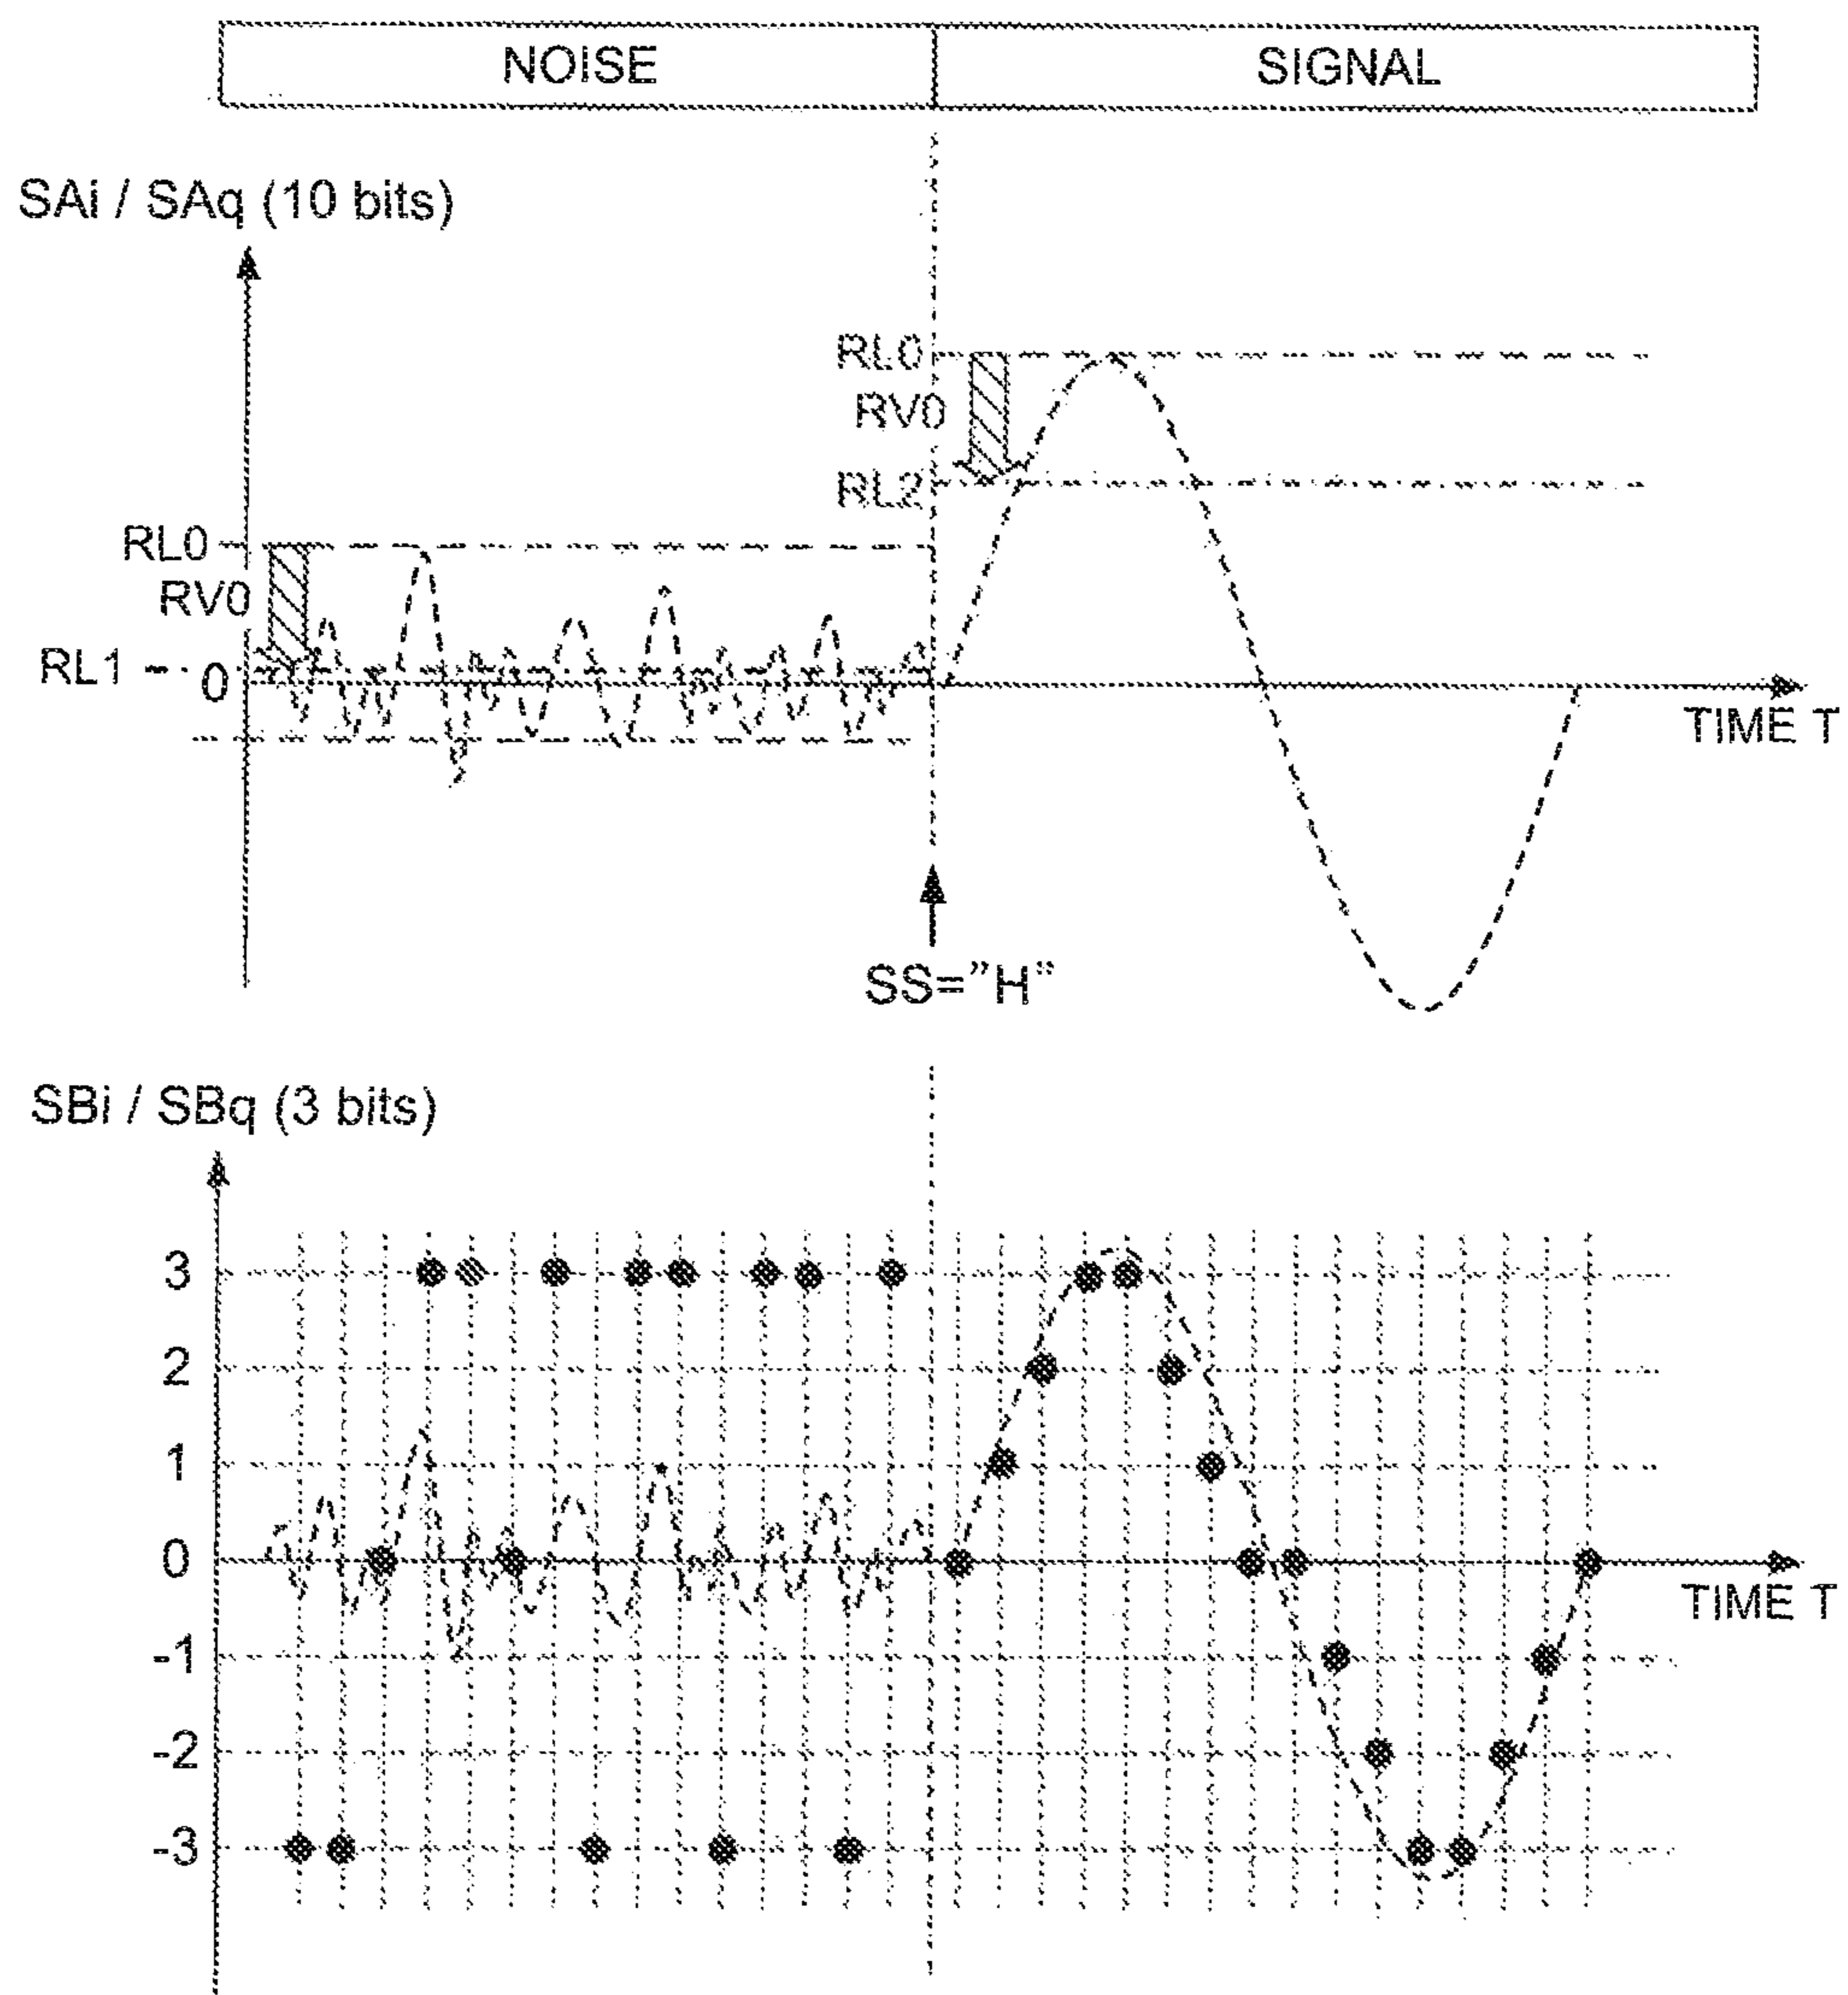 NOISE SIGNAL
SAi / SAq (10 bits)
RL0
RV0
RL2
RL0
RV0
RL1
0
TIME T
SS="H"
SBi / SBq (3 bits)
3
2
1
0
TIME T
-1
-2
-3